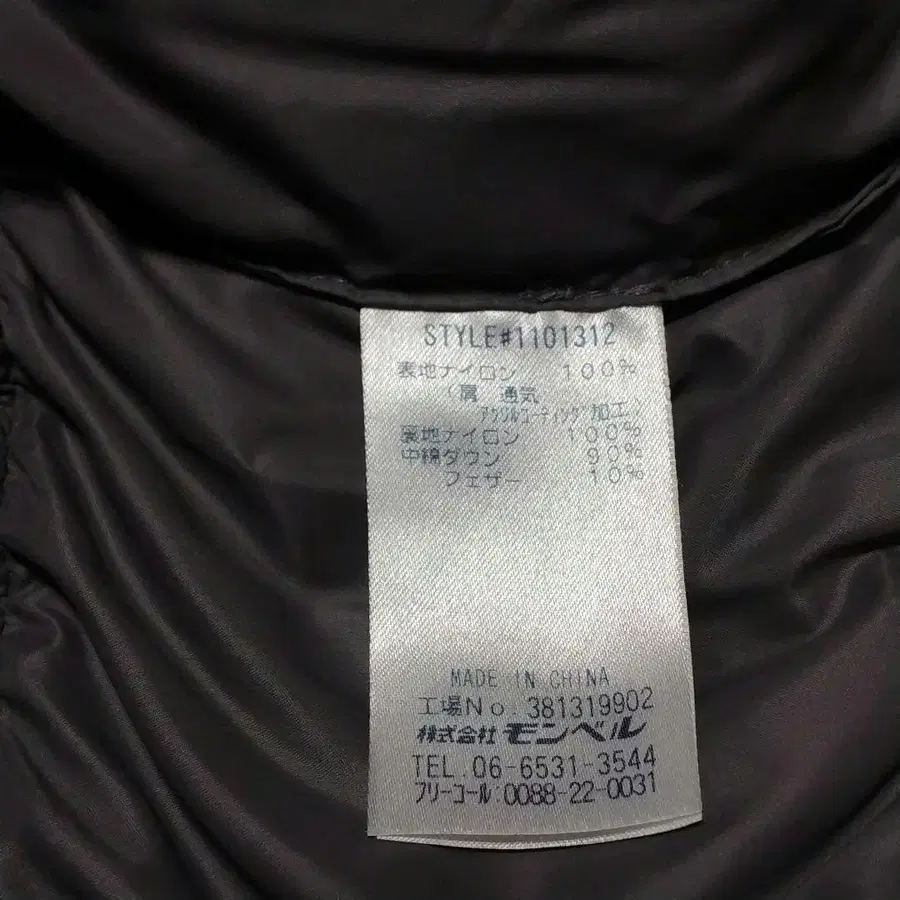 STYLE#1101312
表地ナイロン 100%
(肩 通気
アクリルコーティング加工)
裏地ナイロン 100%
中綿ダウン 90%
フェザー 10%
MADE IN CHINA
工場No.381319902
株式会社 モンベル
TEL.06-6531-3544
フリーコール:0088-22-0031